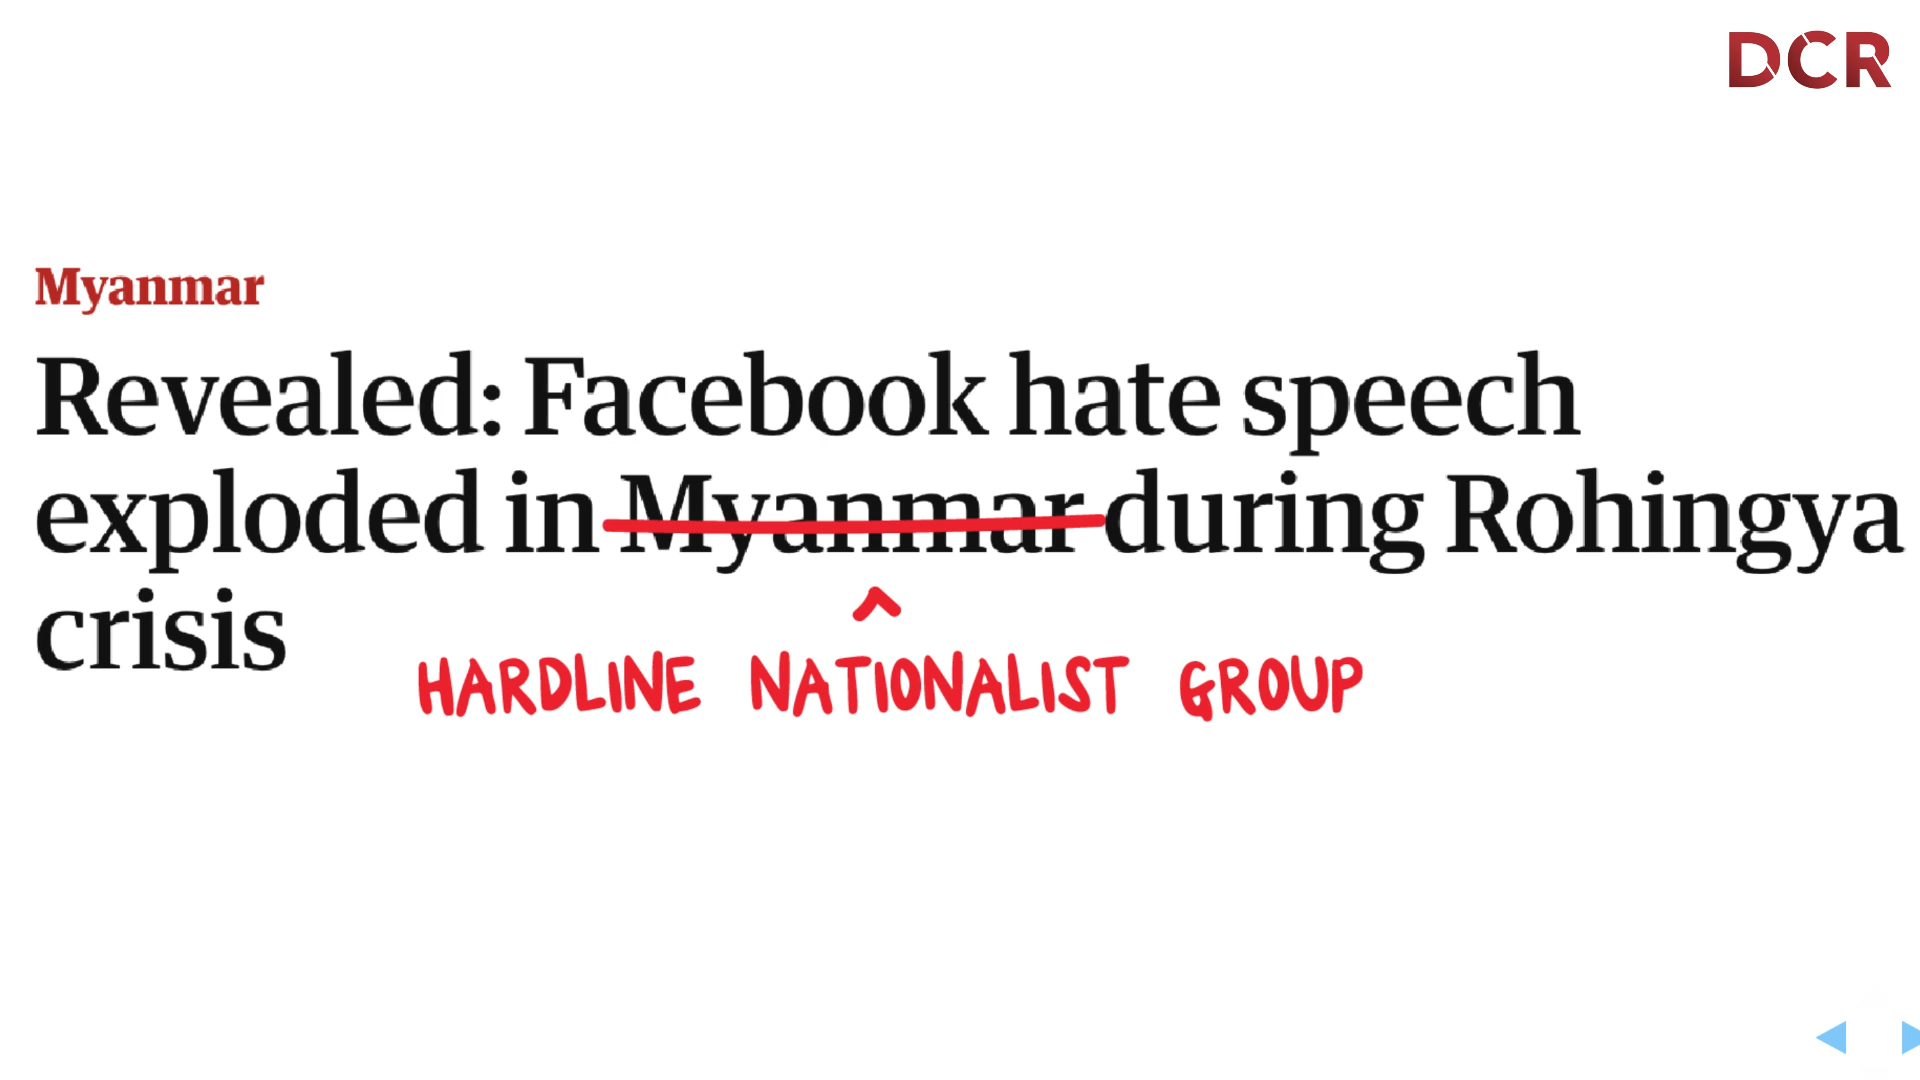 DCR
Myanmar
Revealed: Facebook hate speech
exploded in Myanmar during Rohingya
crisis
HARDLINE NATIONALIST GROUP